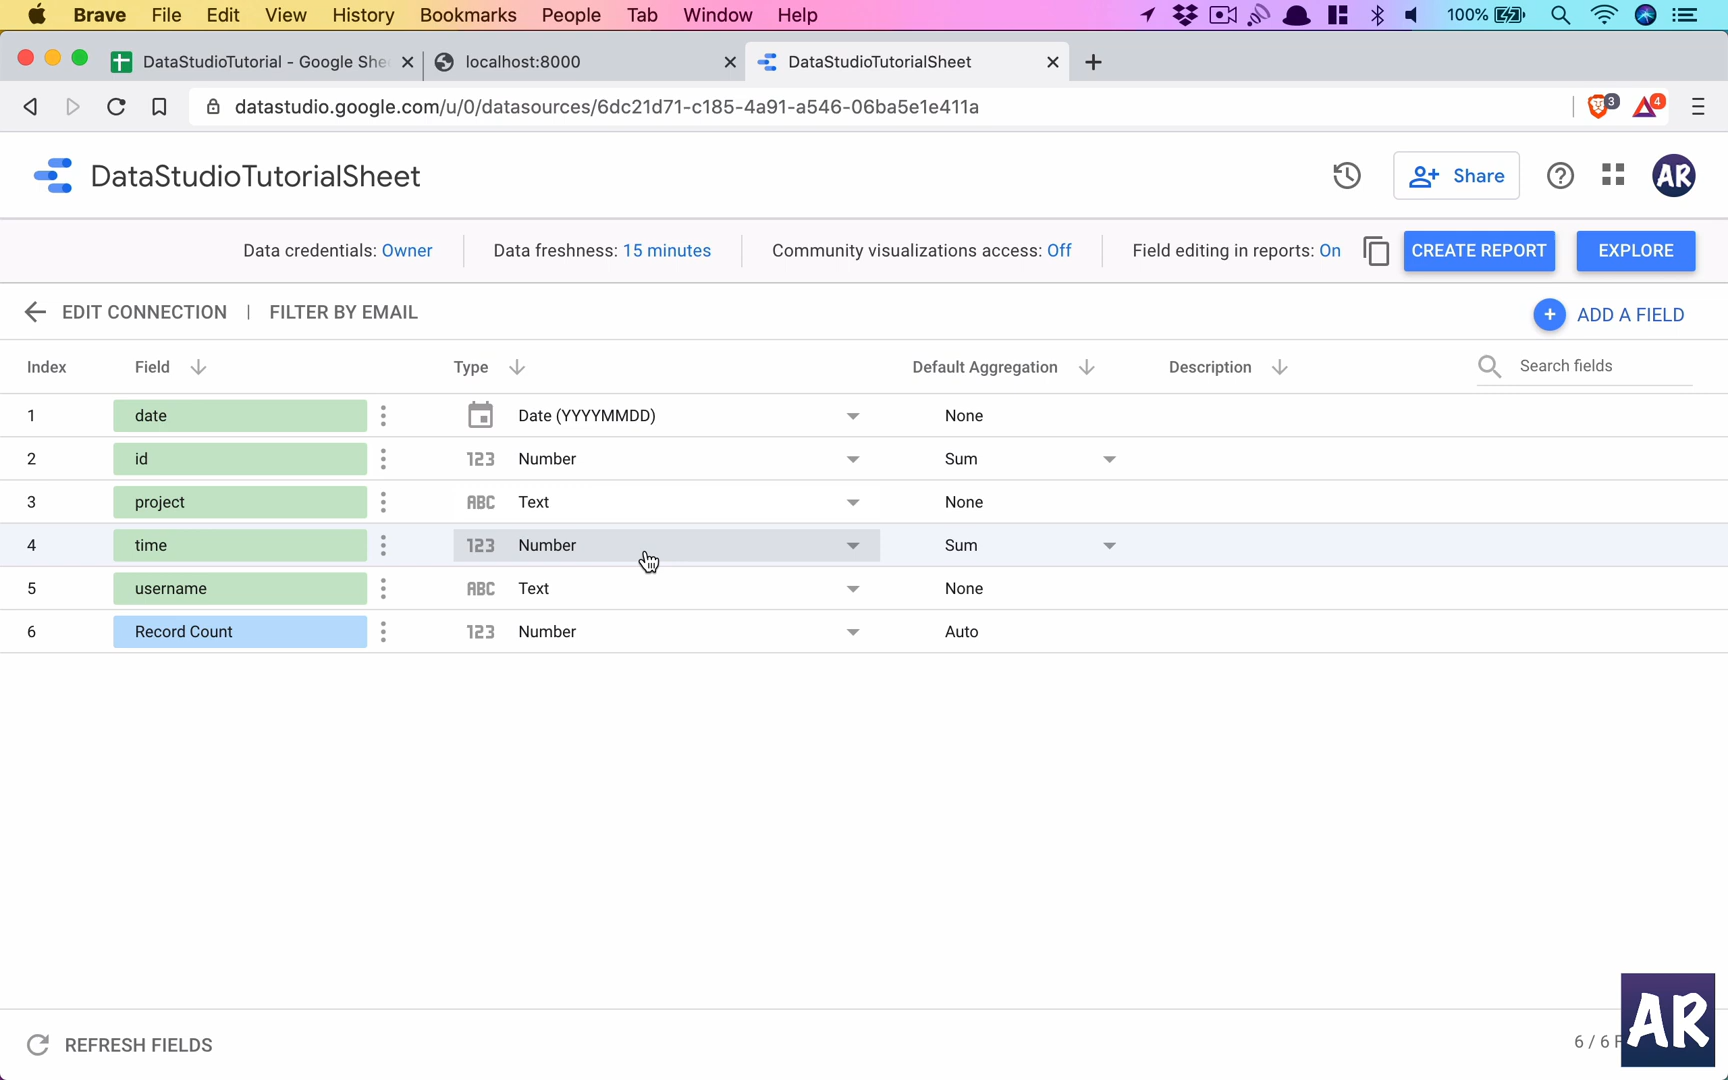 Brave File Edit View History Bookmarks People Tab Window Help 100%
DataStudioTutorial - Google She
localhost:8000
DataStudioTutorialSheet
datastudio.google.com/u/0/datasources/6dc21d71-c185-4a91-a546-06ba5e1e411a 3 4
DataStudioTutorialSheet Share AR
Data credentials: Owner Data freshness: 15 minutes Community visualizations access: Off Field editing in reports: On CREATE REPORT EXPLORE
EDIT CONNECTION | FILTER BY EMAIL ADD A FIELD
Index Field Type Default Aggregation Description Search fields
1 date Date (YYYYMMDD) None
2 id 123 Number Sum
3 project ABC Text None
4 time 123 Number Sum
5 username ABC Text None
6 Record Count 123 Number Auto
REFRESH FIELDS 6 / 6 F
AR